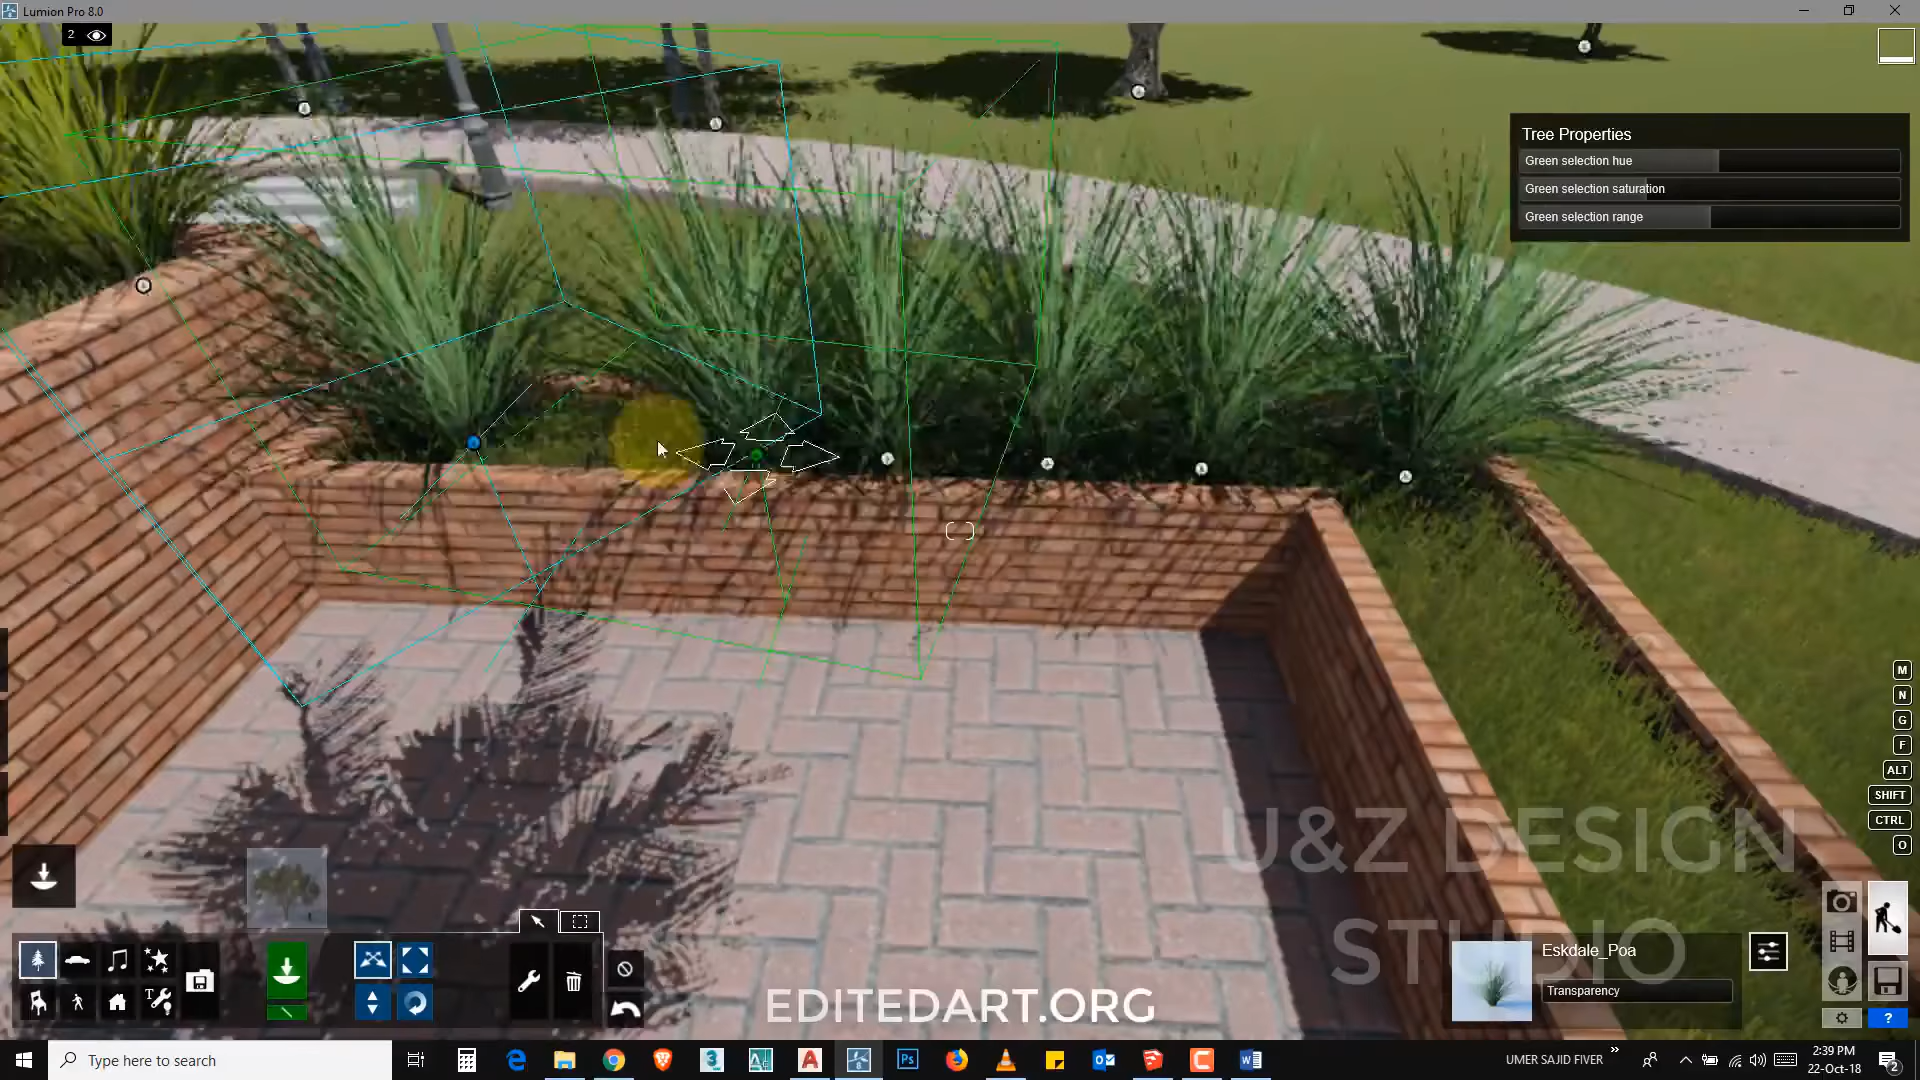 Lumion Pro 8.0
2
Tree Properties
Green selection hue
Green selection saturation
Green selection range
M
N
G
F
ALT
SHIFT
CTRL
O
U&Z DESIGN
STUDIO
Eskdale_Poa
Transparency
EDITEDART.ORG
?
Type here to search
UMER SAJID FIVER
2:39 PM
22-Oct-18
2